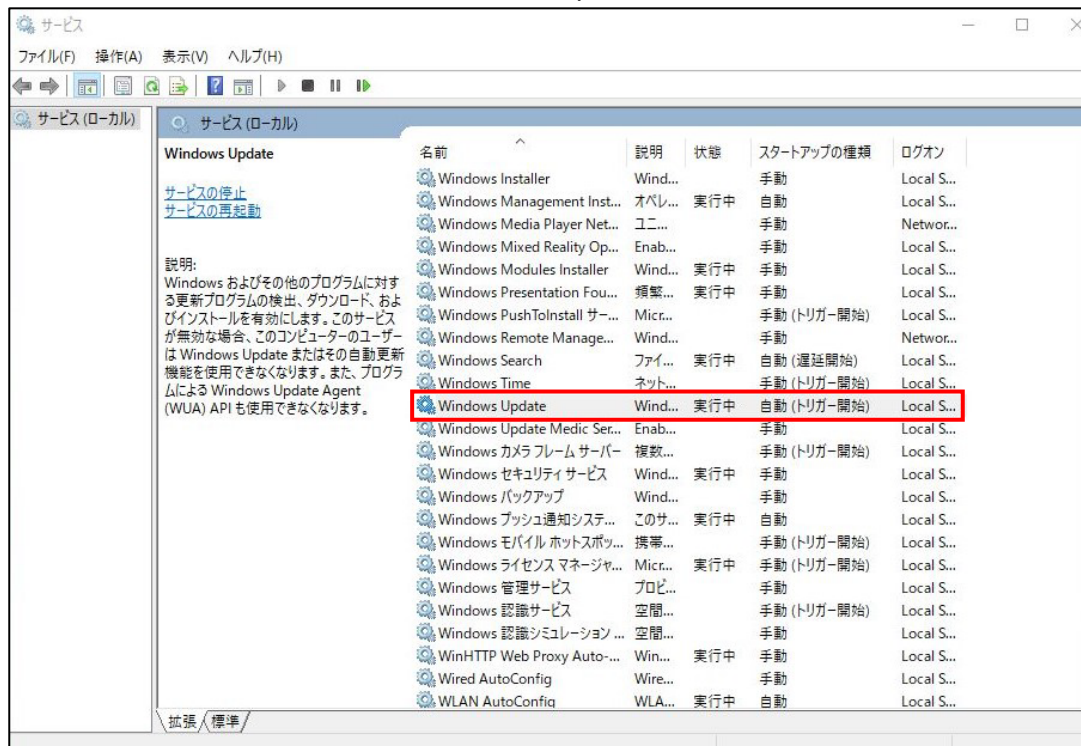 サービス
ファイル(F) 操作(A) 表示(V) ヘルプ(H)
サービス (ローカル)
サービス (ローカル)
Windows Update
サービスの停止
サービスの再起動
説明:
Windows およびその他のプログラムに対す
る更新プログラムの検出、ダウンロード、およ
びインストールを有効にします。このサービス
が無効な場合、このコンピューターのユーザー
は Windows Update またはその自動更新
機能を使用できなくなります。また、プログラ
ムによる Windows Update Agent
(WUA) API も使用できなくなります。
名前 説明 状態 スタートアップの種類 ログオン
Windows Installer Wind... 手動 Local S...
Windows Management Inst... オペレ... 実行中 自動 Local S...
Windows Media Player Net... ユニ... 手動 Networ...
Windows Mixed Reality Op... Enab... 手動 Local S...
Windows Modules Installer Wind... 実行中 手動 Local S...
Windows Presentation Fou... 頻繁... 実行中 手動 Local S...
Windows PushToInstall サー... Micr... 手動 (トリガー開始) Local S...
Windows Remote Manage... Wind... 手動 Networ...
Windows Search ファイ... 実行中 自動 (遅延開始) Local S...
Windows Time ネット... 手動 (トリガー開始) Local S...
Windows Update Wind... 実行中 自動 (トリガー開始) Local S...
Windows Update Medic Ser... Enab... 手動 Local S...
Windows カメラ フレーム サーバー 複数... 手動 (トリガー開始) Local S...
Windows セキュリティ サービス Wind... 実行中 手動 Local S...
Windows バックアップ Wind... 手動 Local S...
Windows プッシュ通知システ... このサ... 実行中 自動 Local S...
Windows モバイル ホットスポッ... 携帯... 手動 (トリガー開始) Local S...
Windows ライセンス マネージャ... Micr... 実行中 手動 (トリガー開始) Local S...
Windows 管理サービス プロビ... 手動 Local S...
Windows 認識サービス 空間... 手動 (トリガー開始) Local S...
Windows 認識シミュレーション ... 空間... 手動 Local S...
WinHTTP Web Proxy Auto-... Win... 実行中 手動 Local S...
Wired AutoConfig Wire... 手動 Local S...
WLAN AutoConfig WLA... 実行中 自動 Local S...
拡張 標準